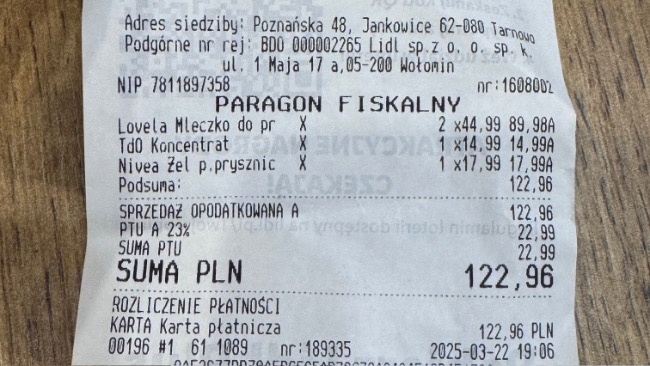 Adres siedziby: Poznańska 48, Jankowice 62-080 Tarnowo
Podgórne nr rej: BDO 000002265 Lidl sp.z o. o. sp. k.
ul. 1 Maja 17 a,05-200 Wołomin
NIP 7811897358 nr:1608002
PARAGON FISKALNY
Lovela Mleczko do pr X 2 x44,99 89,98A
TdO Koncentrat X 1 x14,99 14,99A
Nivea Żel p.prysznic X 1 x17,99 17,99A
Podsuma: 122,96
SPRZEDAŻ OPODATKOWANA A 122,96
PTU A 23% 22,99
SUMA PTU 22,99
SUMA PLN 122,96
ROZLICZENIE PŁATNOŚCI
KARTA Karta płatnicza 122,96 PLN
00196 #1 61 1089 nr:189335 2025-03-22 19:06